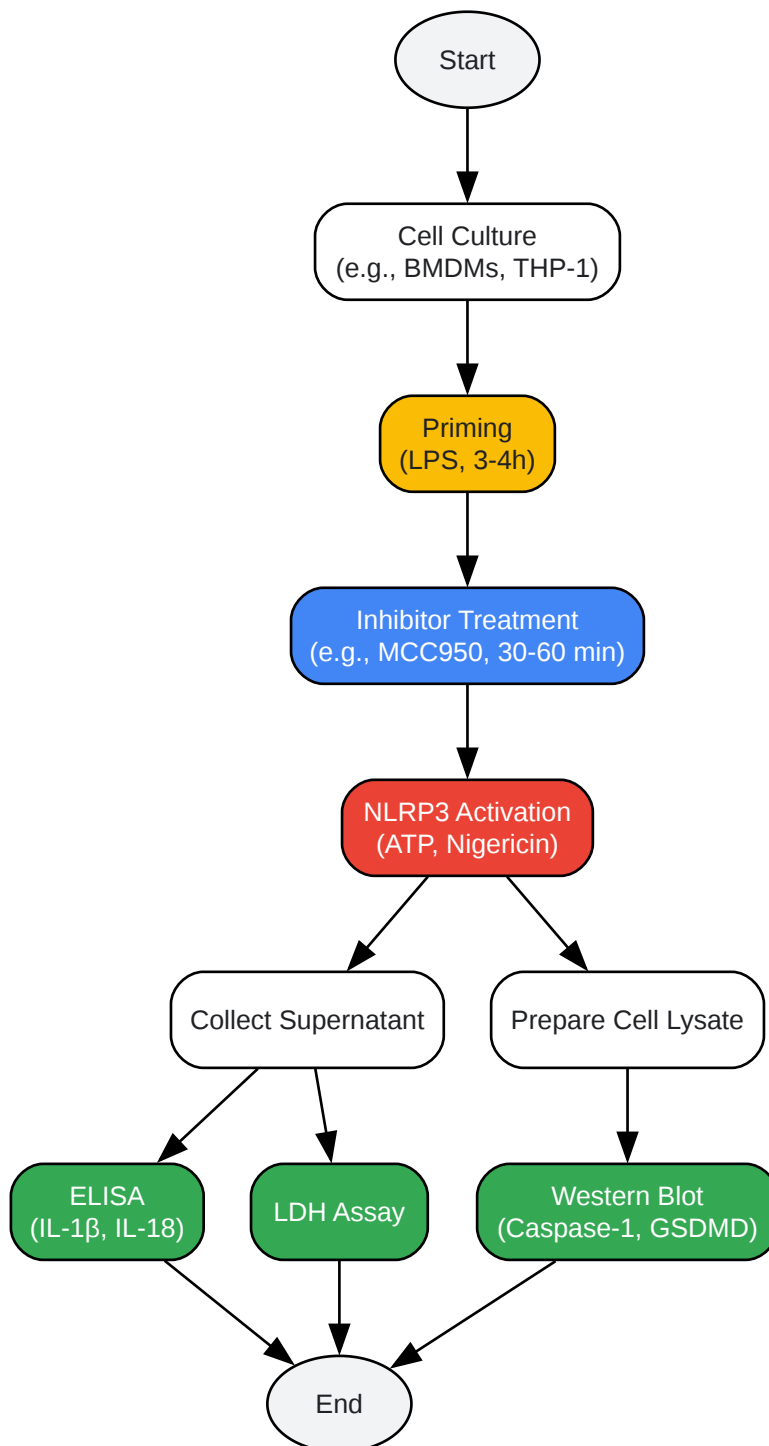 Start
Cell Culture
(e.g., BMDMs, THP-1)
Priming
(LPS, 3-4h)
Inhibitor Treatment
(e.g., MCC950, 30-60 min)
NLRP3 Activation
(ATP, Nigericin)
Collect Supernatant
Prepare Cell Lysate
ELISA
(IL-1β, IL-18)
LDH Assay
Western Blot
(Caspase-1, GSDMD)
End